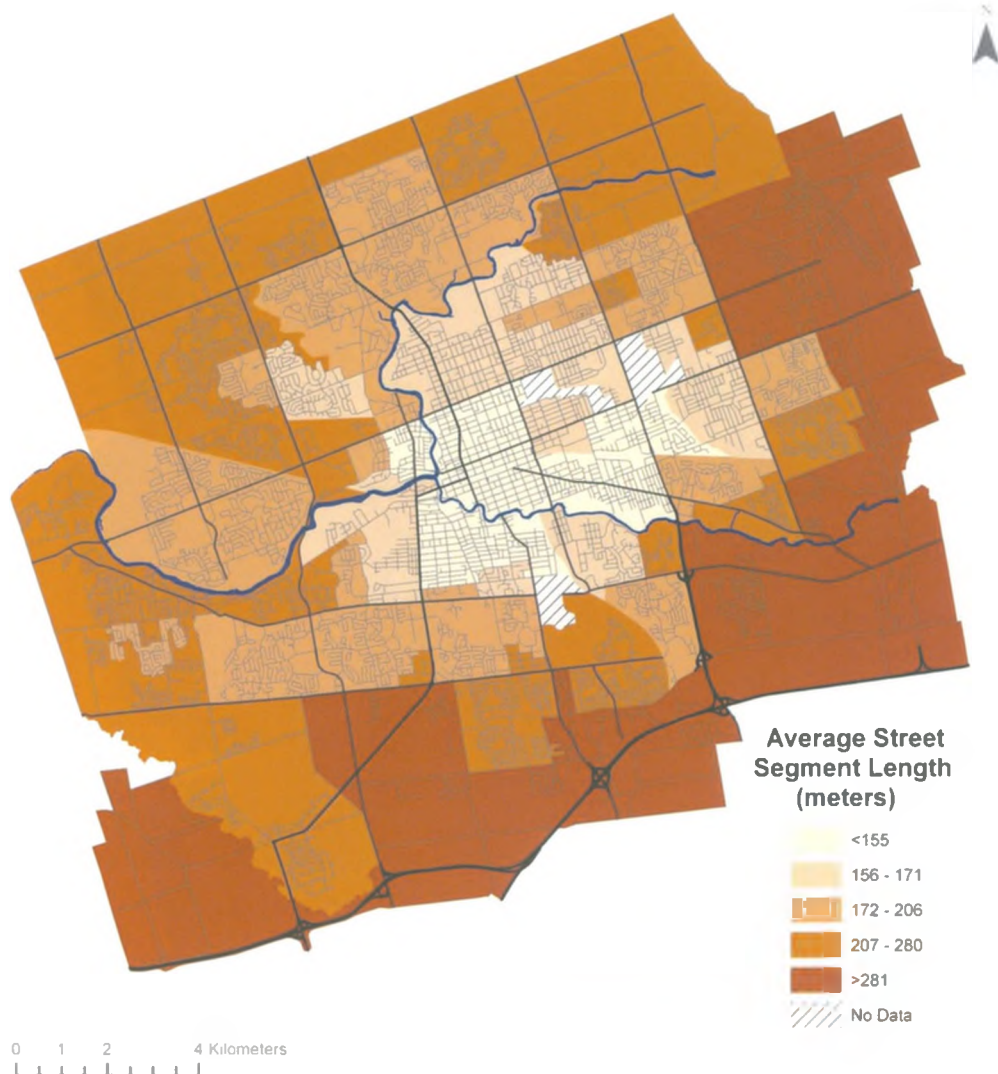 N
Average Street
Segment Length
(meters)
<155
156 - 171
172 - 206
207 - 280
>281
No Data
0 1 2 4 Kilometers